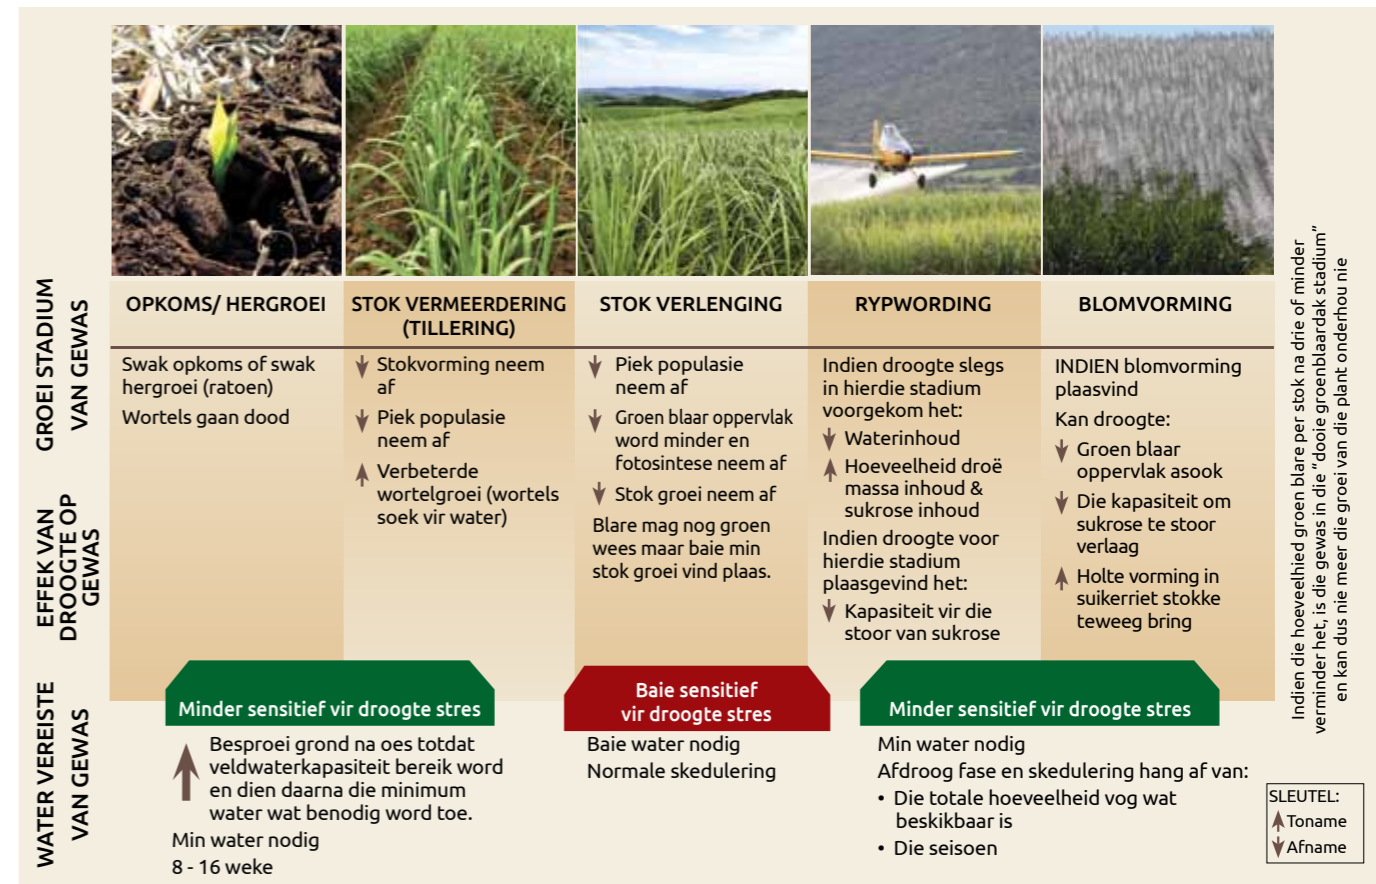 GROEI STADIUM
VAN GEWAS
OPKOMS/ HERGROEI
STOK VERMEERDERING
(TILLERING)
STOK VERLENGING
RYPWORDING
BLOMVORMING
EFFEK VAN
DROOGTE OP
GEWAS
Swak opkoms of swak
hergroei (ratoen)
Wortels gaan dood
Stokvorming neem
af
Piek populasie
neem af
Verbeterde
wortelgroei (wortels
soek vir water)
Piek populasie
neem af
Groen blaar oppervlak
word minder en
fotosintese neem af
Stok groei neem af
Blare mag nog groen
wees maar baie min
stok groei vind plaas.
Indien droogte slegs
in hierdie stadium
voorgekom het:
Waterinhoud
Hoeveelheid droë
massa inhoud &
sukrose inhoud
Indien droogte voor
hierdie stadium
plaasgevind het:
Kapasiteit vir die
stoor van sukrose
INDIEN blomvorming
plaasvind
Kan droogte:
Groen blaar
oppervlak asook
Die kapasiteit om
sukrose te stoor
verlaag
Holte vorming in
suikerriet stokke
teweeg bring
WATER VEREISTE
VAN GEWAS
Minder sensitief vir droogte stres
Besproei grond na oes totdat
veldwaterkapasiteit bereik word
en dien daarna die minimum
water wat benodig word toe.
Min water nodig
8 - 16 weke
Baie sensitief
vir droogte stres
Baie water nodig
Normale skedulering
Minder sensitief vir droogte stres
Min water nodig
Afdroog fase en skedulering hang af van:
• Die totale hoeveelheid vog wat
beskikbaar is
• Die seisoen
Indien die hoeveelhied groen blare per stok na drie of minder
verminder het, is die gewas in die “dooie groenblaardak stadium”
en kan dus nie meer die groei van die plant onderhou nie
SLEUTEL:
Toname
Afname